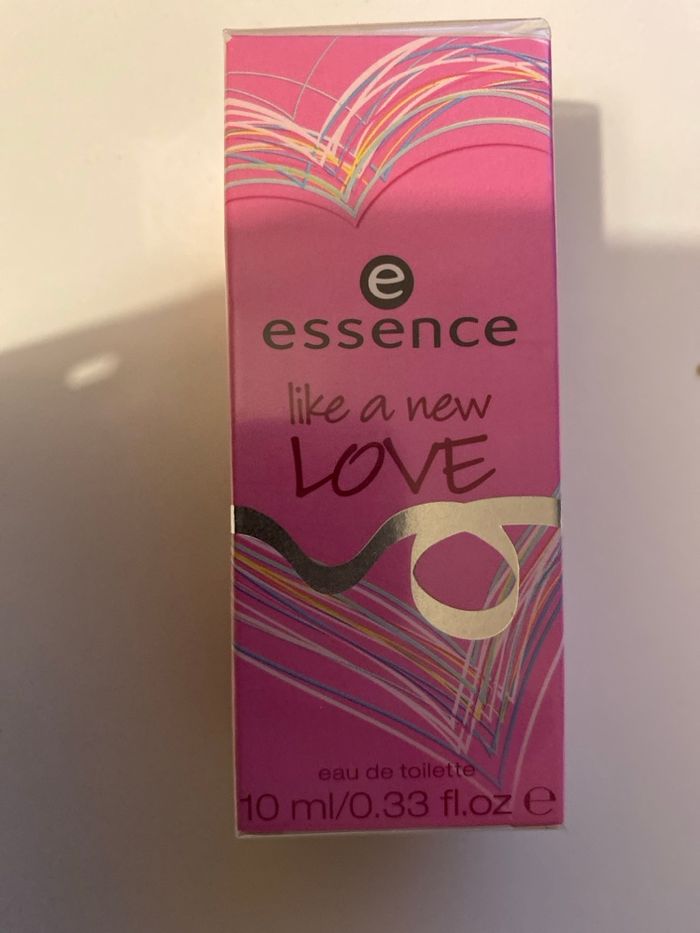 e
essence
like a new
LOVE
eau de toilette
10 ml/0.33 fl.oz ℮